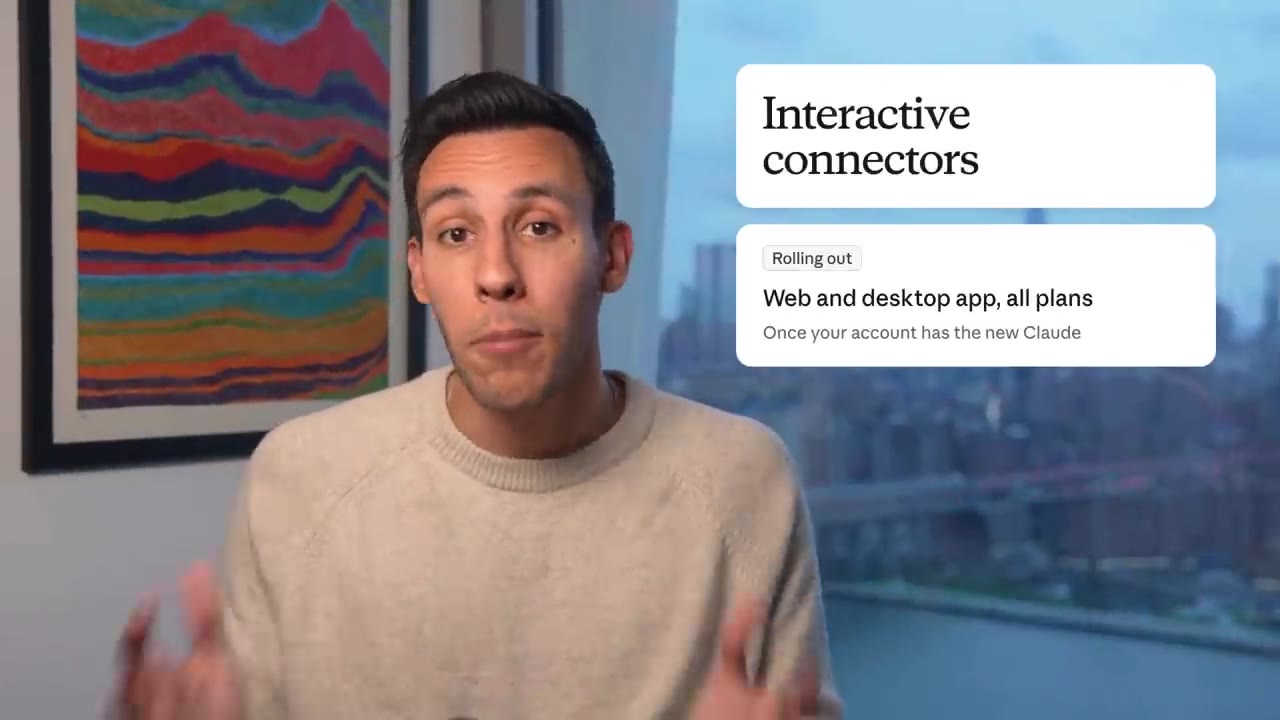 Interactive
connectors
Rolling out
Web and desktop app, all plans
Once your account has the new Claude